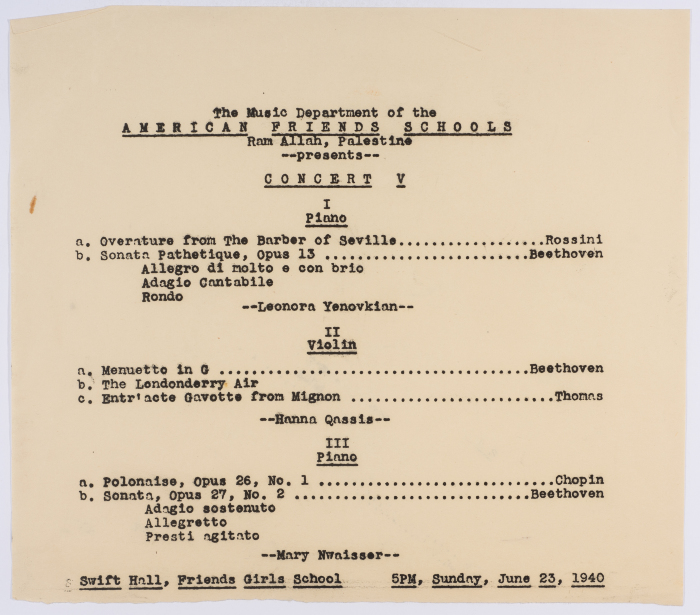 The Music Department of the
AMERICAN FRIENDS SCHOOLS
Ram Allah, Palestine
--presents--
CONCERT V
I
Piano
a. Overature from The Barber of Seville..................Rossini
b. Sonata Pathetique, Opus 13 .........................Beethoven
Allegro di molto e con brio
Adagio Cantabile
Rondo
--Leonora Yenovkian--
II
Violin
a. Menuetto in G ......................................Beethoven
b. The Londonderry Air
c. Entr'acte Gavotte from Mignon .........................Thomas
--Hanna Qassis--
III
Piano
a. Polonaise, Opus 26, No. 1 .............................Chopin
b. Sonata, Opus 27, No. 2 .............................Beethoven
Adagio sostenuto
Allegretto
Presti agitato
--Mary Nwaisser--
Swift Hall, Friends Girls School 5PM, Sunday, June 23, 1940